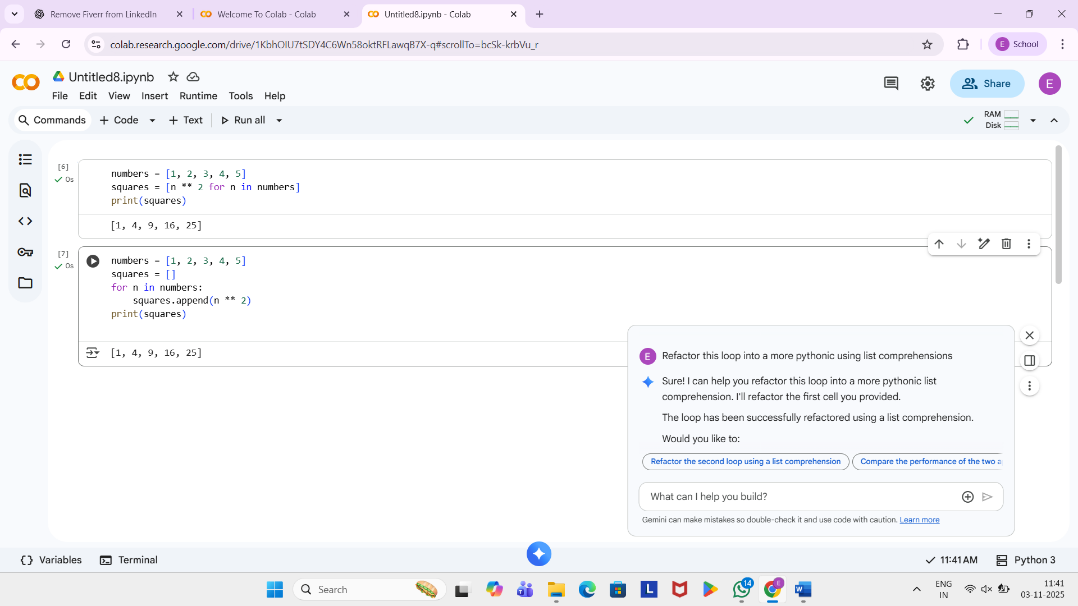 Remove Fiverr from LinkedIn
Welcome To Colab - Colab
Untitled8.ipynb - Colab
colab.research.google.com/drive/1KbhOIU7tSDY4C6Wn58oktRFLawqB7X-q#scrollTo=bcSk-krbVu_r
E School
Untitled8.ipynb
File Edit View Insert Runtime Tools Help
Share
E
Commands + Code + Text Run all
RAM
Disk
[6]
0s
numbers = [1, 2, 3, 4, 5]
squares = [n ** 2 for n in numbers]
print(squares)
[1, 4, 9, 16, 25]
[7]
0s
numbers = [1, 2, 3, 4, 5]
squares = []
for n in numbers:
    squares.append(n ** 2)
print(squares)
[1, 4, 9, 16, 25]
E Refactor this loop into a more pythonic using list comprehensions
Sure! I can help you refactor this loop into a more pythonic list
comprehension. I'll refactor the first cell you provided.
The loop has been successfully refactored using a list comprehension.
Would you like to:
Refactor the second loop using a list comprehension Compare the performance of the two a
What can I help you build?
Gemini can make mistakes so double-check it and use code with caution. Learn more
Variables Terminal
11:41 AM Python 3
Search
14
E
L
W
ENG
IN
11:41
03-11-2025